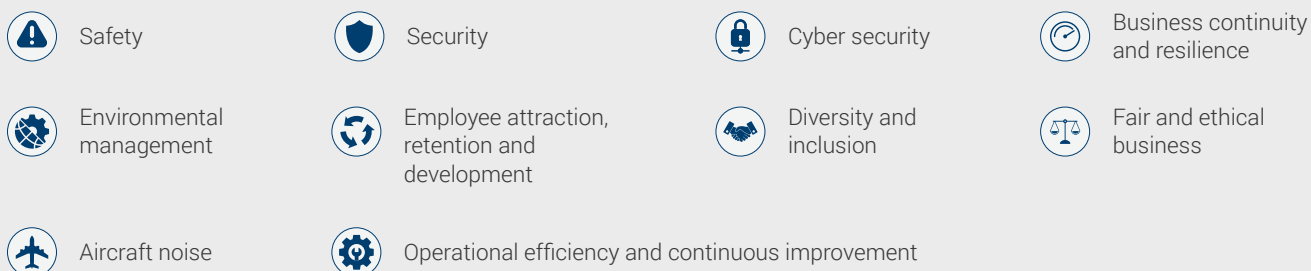 Safety
Security
Cyber security
Business continuity
and resilience
Environmental
management
Employee attraction,
retention and
development
Diversity and
inclusion
Fair and ethical
business
Aircraft noise
Operational efficiency and continuous improvement